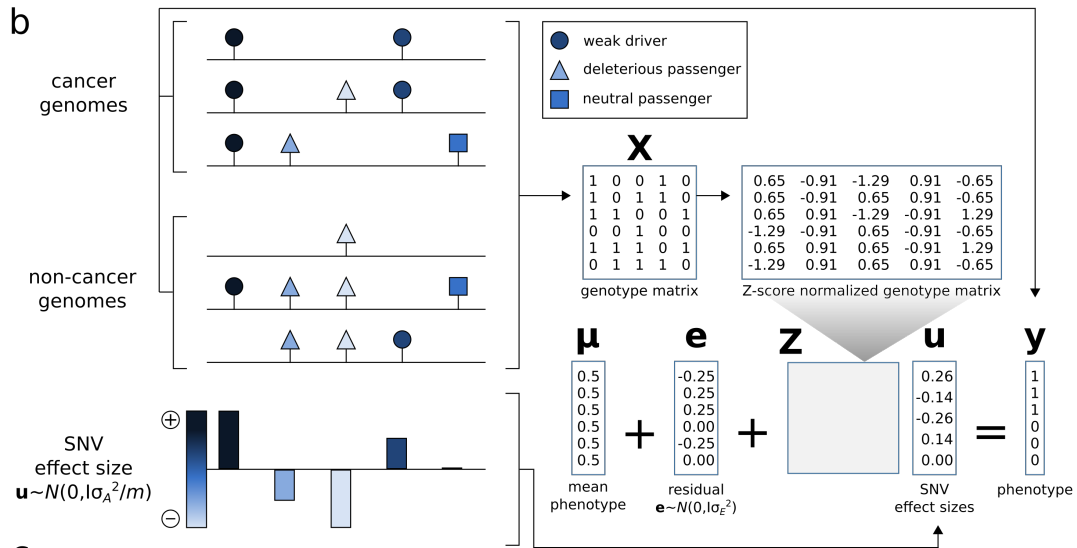 b
cancer
genomes
non-cancer
genomes
weak driver
deleterious passenger
neutral passenger
X
1 0 0 1 0
1 0 1 1 0
1 1 0 0 1
0 0 1 0 0
1 1 1 0 1
0 1 1 1 0
genotype matrix
0.65 -0.91 -1.29 0.91 -0.65
0.65 -0.91 0.65 0.91 -0.65
0.65 0.91 -1.29 -0.91 1.29
-1.29 -0.91 0.65 -0.91 -0.65
0.65 0.91 0.65 -0.91 1.29
-1.29 0.91 0.65 0.91 -0.65
Z-score normalized genotype matrix
μ
0.5
0.5
0.5
0.5
0.5
0.5
mean
phenotype
+
e
-0.25
0.25
0.25
0.00
-0.25
0.00
residual
e~N(0,Iσ_E²)
+
Z
u
0.26
-0.14
-0.26
0.14
0.00
SNV
effect sizes
=
y
1
1
1
0
0
0
phenotype
SNV
effect size
u~N(0,Iσ_A²/m)
+
−